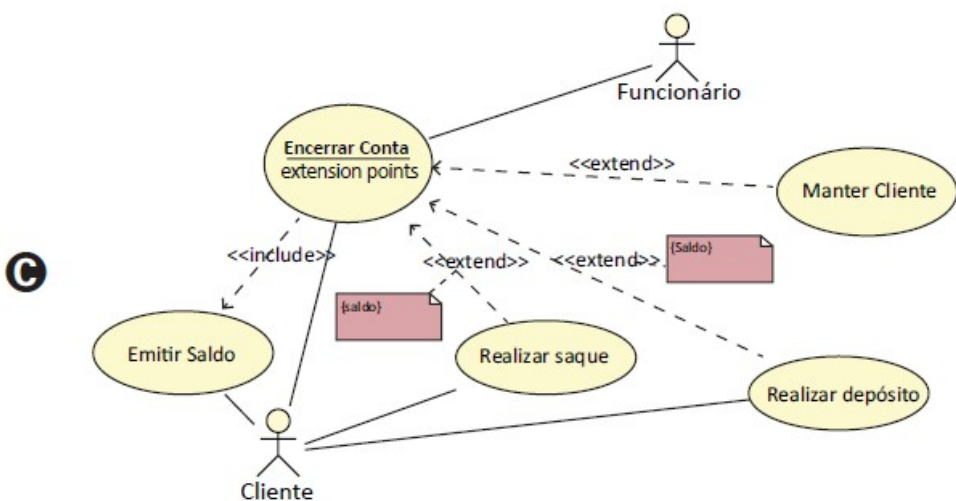 Funcionário
Encerrar Conta
extension points
<<extend>>
Manter Cliente
C
<<include>>
<<extend>>
<<extend>>
{Saldo}
{saldo}
Emitir Saldo
Realizar saque
Realizar depósito
Cliente